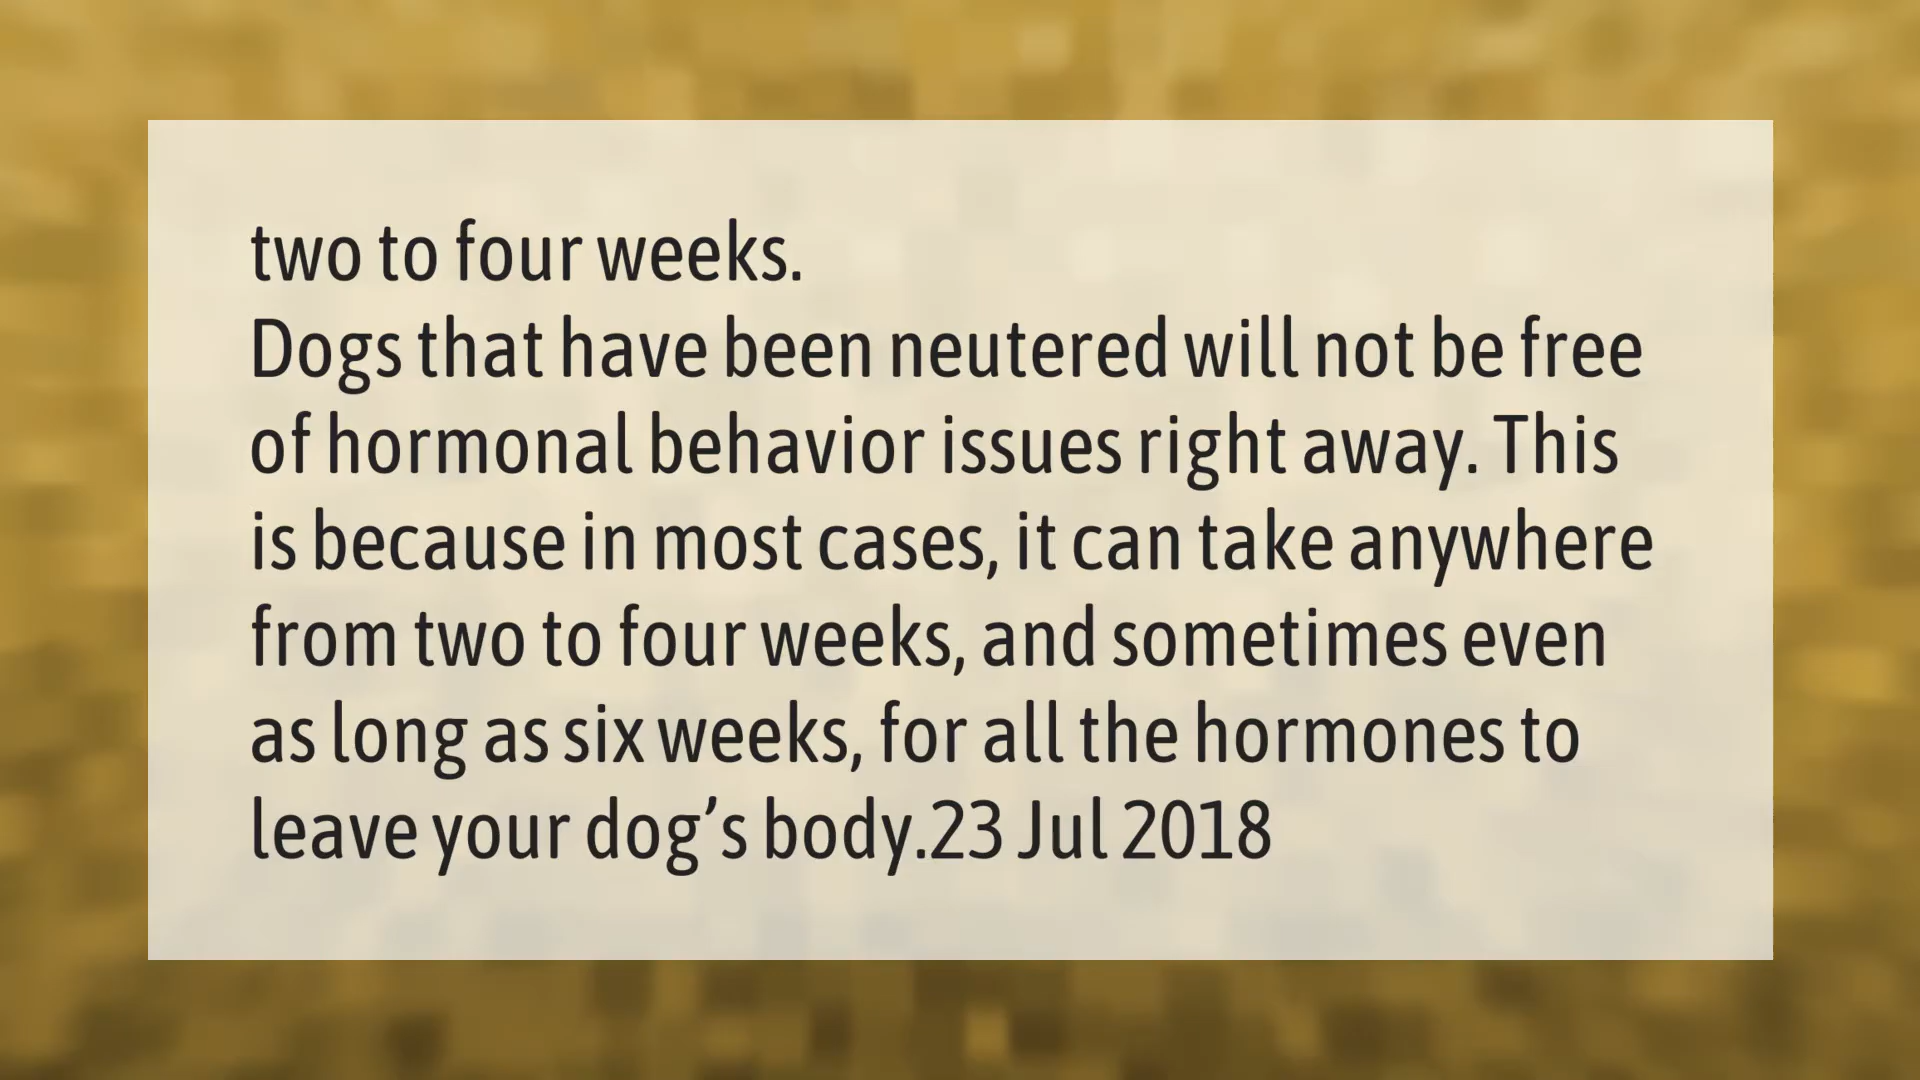 two to four weeks.
Dogs that have been neutered will not be free
of hormonal behavior issues right away. This
is because in most cases, it can take anywhere
from two to four weeks, and sometimes even
as long as six weeks, for all the hormones to
leave your dog’s body.23 Jul 2018